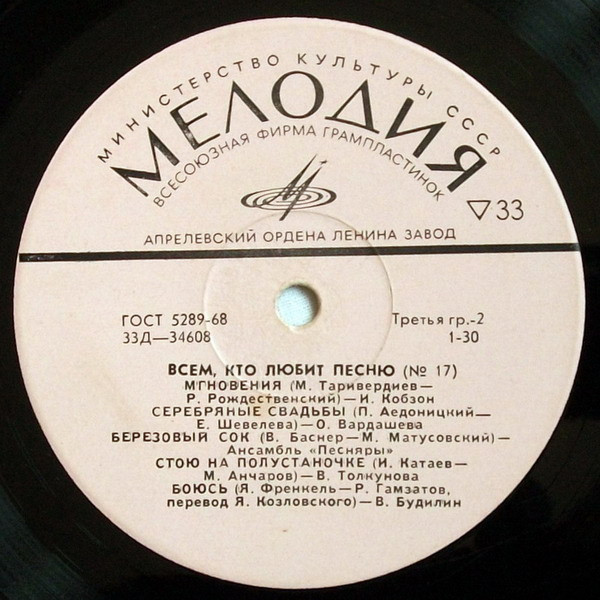 МИНИСТЕРСТВО КУЛЬТУРЫ СССР
МЕЛОДИЯ
ВСЕСОЮЗНАЯ ФИРМА ГРАМПЛАСТИНОК
33
АПРЕЛЕВСКИЙ ОРДЕНА ЛЕНИНА ЗАВОД
ГОСТ 5289-68 Третья гр.-2
33Д—34608 1-30
ВСЕМ, КТО ЛЮБИТ ПЕСНЮ (№ 17)
МГНОВЕНИЯ (М. Таривердиев—
Р. Рождественский)—И. Кобзон
СЕРЕБРЯНЫЕ СВАДЬБЫ (П. Аедоницкий—
Е. Шевелева)—О. Вардашева
БЕРЕЗОВЫЙ СОК (В. Баснер—М. Матусовский)—
Ансамбль «Песняры»
СТОЮ НА ПОЛУСТАНОЧКЕ (И. Катаев—
М. Анчаров)—В. Толкунова
БОЮСЬ (Я. Френкель—Р. Гамзатов,
перевод Я. Козловского)—В. Будилин